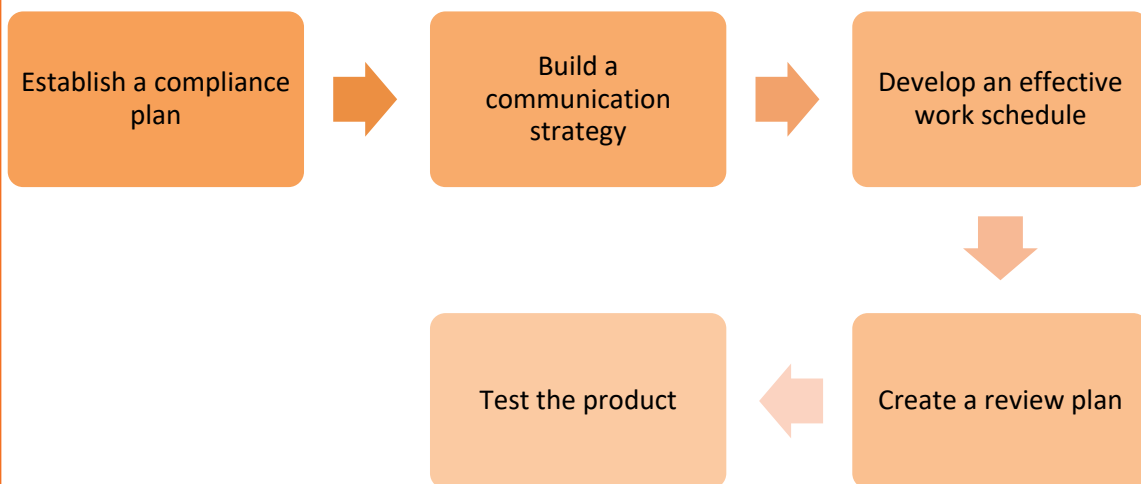 Establish a compliance
plan
Build a
communication
strategy
Develop an effective
work schedule
Create a review plan
Test the product